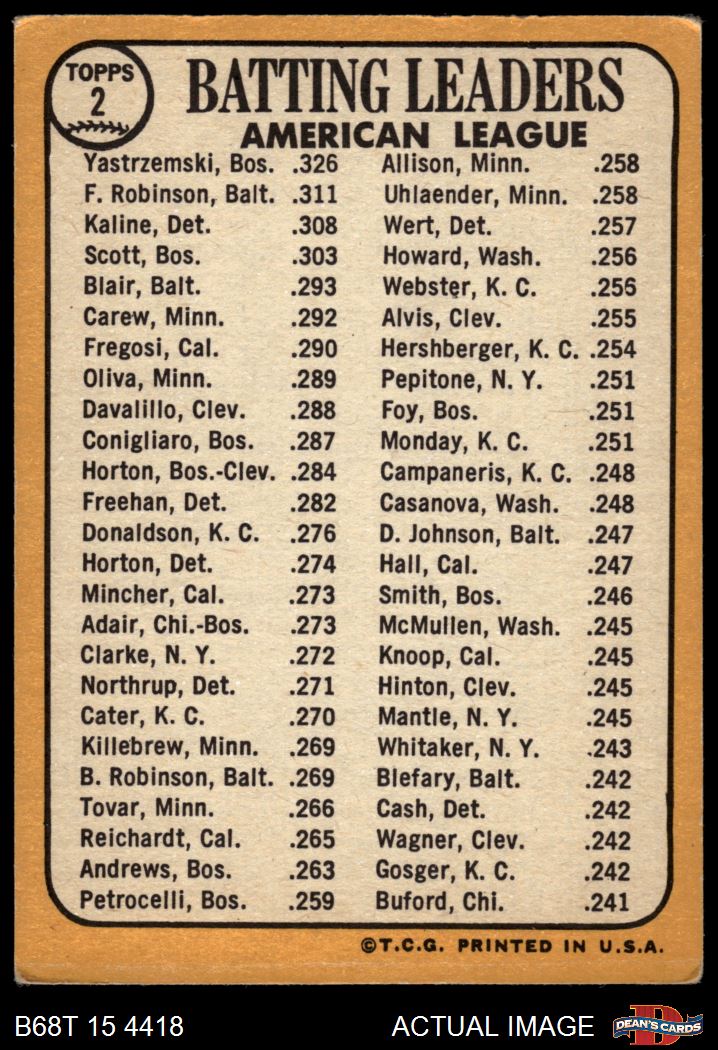 TOPPS
2
BATTING LEADERS
AMERICAN LEAGUE
Yastrzemski, Bos. .326
F. Robinson, Balt. .311
Kaline, Det. .308
Scott, Bos. .303
Blair, Balt. .293
Carew, Minn. .292
Fregosi, Cal. .290
Oliva, Minn. .289
Davalillo, Clev. .288
Conigliaro, Bos. .287
Horton, Bos.-Clev. .284
Freehan, Det. .282
Donaldson, K. C. .276
Horton, Det. .274
Mincher, Cal. .273
Adair, Chi.-Bos. .273
Clarke, N. Y. .272
Northrup, Det. .271
Cater, K. C. .270
Killebrew, Minn. .269
B. Robinson, Balt. .269
Tovar, Minn. .266
Reichardt, Cal. .265
Andrews, Bos. .263
Petrocelli, Bos. .259
Allison, Minn. .258
Uhlaender, Minn. .258
Wert, Det. .257
Howard, Wash. .256
Webster, K. C. .256
Alvis, Clev. .255
Hershberger, K. C. .254
Pepitone, N. Y. .251
Foy, Bos. .251
Monday, K. C. .251
Campaneris, K. C. .248
Casanova, Wash. .248
D. Johnson, Balt. .247
Hall, Cal. .247
Smith, Bos. .246
McMullen, Wash. .245
Knoop, Cal. .245
Hinton, Clev. .245
Mantle, N. Y. .245
Whitaker, N. Y. .243
Blefary, Balt. .242
Cash, Det. .242
Wagner, Clev. .242
Gosger, K. C. .242
Buford, Chi. .241
©T.C.G. PRINTED IN U.S.A.
B68T 15 4418
ACTUAL IMAGE
D
DEAN'S CARDS